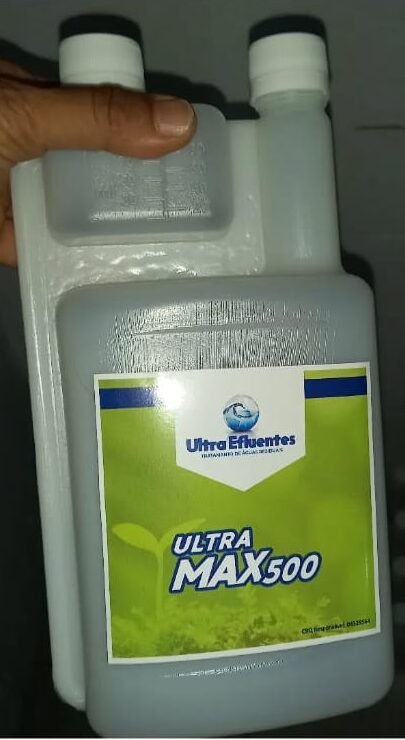 Ultra Efluentes
TRATAMENTO DE ÁGUAS RESIDUAIS
ULTRA
MAX500